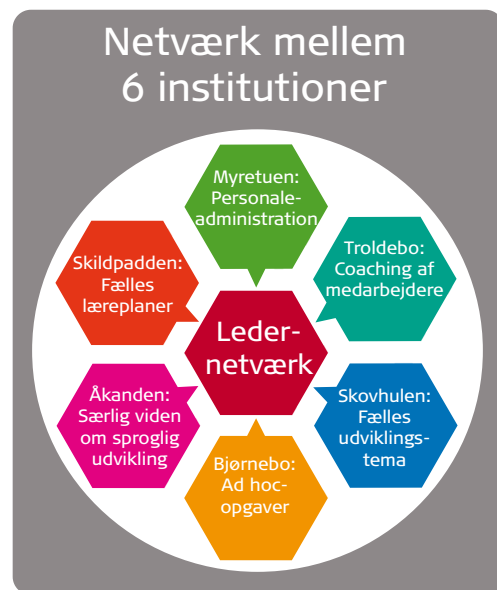 Netværk mellem
6 institutioner
Myretuen:
Personale-
administration
Skildpadden:
Fælles
læreplaner
Troldebo:
Coaching af
medarbejdere
Leder-
netværk
Åkanden:
Særlig viden
om sproglig
udvikling
Skovhulen:
Fælles
udviklings-
tema
Bjørnebo:
Ad hoc-
opgaver